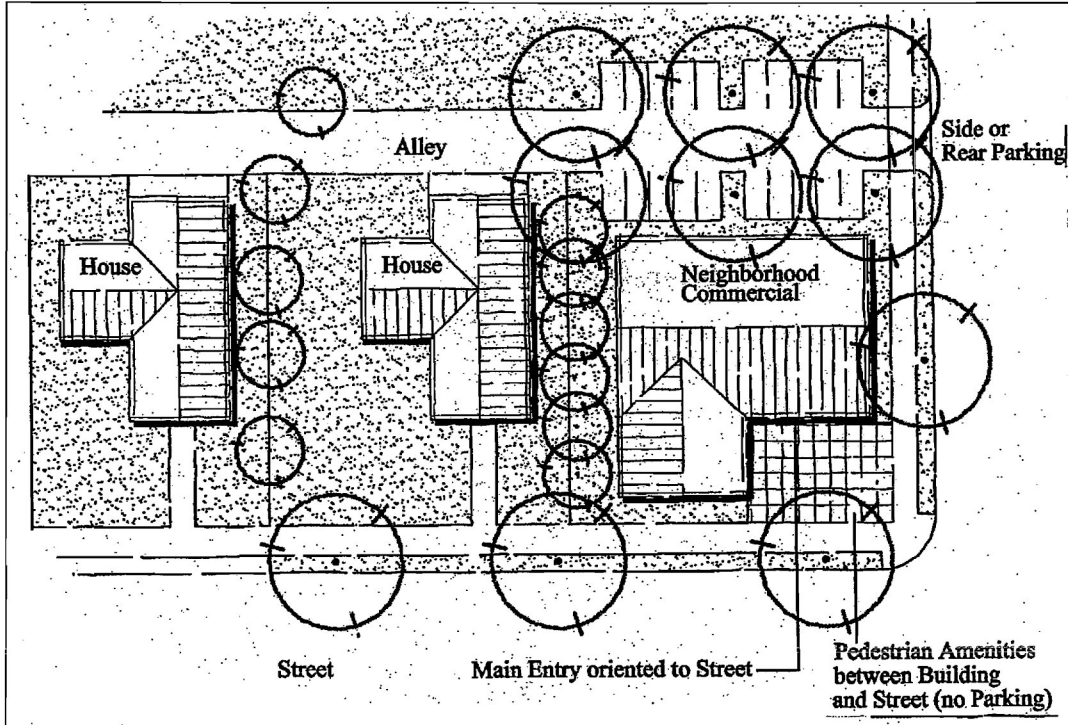 Side or
Rear Parking
Alley
House
House
Neighborhood
Commercial
Street
Main Entry oriented to Street
Pedestrian Amenities
between Building
and Street (no Parking)